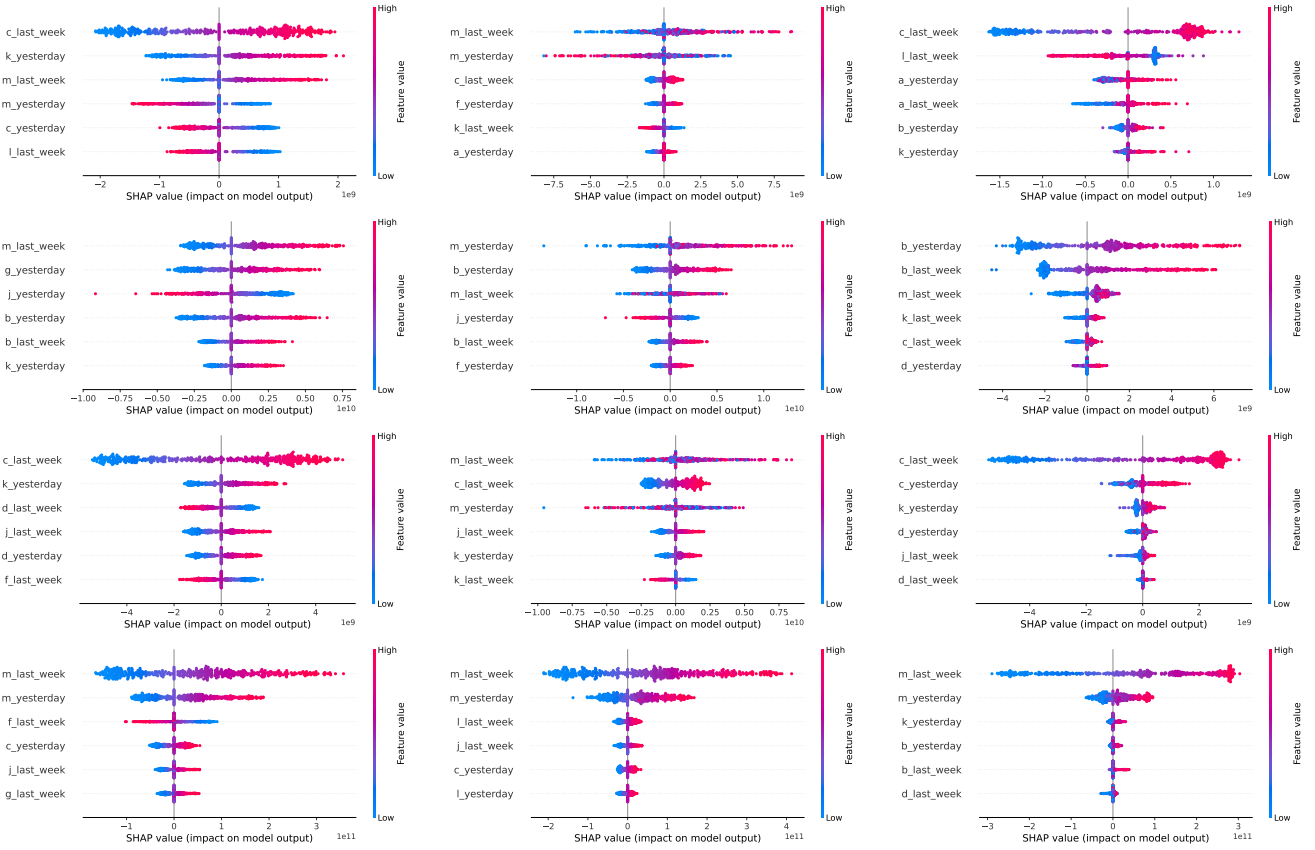 High
c_last_week
k_yesterday
m_last_week
m_yesterday
c_yesterday
l_last_week
Feature value
Low
−2 −1 0 1 2
1e9
SHAP value (impact on model output)
High
m_last_week
m_yesterday
c_last_week
f_yesterday
k_last_week
a_yesterday
Feature value
Low
−7.5 −5.0 −2.5 0.0 2.5 5.0 7.5
1e9
SHAP value (impact on model output)
High
c_last_week
l_last_week
a_yesterday
a_last_week
b_yesterday
k_yesterday
Feature value
Low
−1.5 −1.0 −0.5 0.0 0.5 1.0
1e9
SHAP value (impact on model output)
High
m_last_week
g_yesterday
j_yesterday
b_yesterday
b_last_week
k_yesterday
Feature value
Low
−1.00 −0.75 −0.50 −0.25 0.00 0.25 0.50 0.75
1e10
SHAP value (impact on model output)
High
m_yesterday
b_yesterday
m_last_week
j_yesterday
b_last_week
f_yesterday
Feature value
Low
−1.0 −0.5 0.0 0.5 1.0
1e10
SHAP value (impact on model output)
High
b_yesterday
b_last_week
m_last_week
k_last_week
c_last_week
d_yesterday
Feature value
Low
−4 −2 0 2 4 6
1e9
SHAP value (impact on model output)
High
c_last_week
k_yesterday
d_last_week
j_last_week
d_yesterday
f_last_week
Feature value
Low
−4 −2 0 2 4
1e9
SHAP value (impact on model output)
High
m_last_week
c_last_week
m_yesterday
j_last_week
k_yesterday
k_last_week
Feature value
Low
−1.00 −0.75 −0.50 −0.25 0.00 0.25 0.50 0.75
1e10
SHAP value (impact on model output)
High
c_last_week
c_yesterday
k_yesterday
d_yesterday
j_last_week
d_last_week
Feature value
Low
−4 −2 0 2
1e9
SHAP value (impact on model output)
High
m_last_week
m_yesterday
f_last_week
c_yesterday
j_last_week
g_last_week
Feature value
Low
−1 0 1 2 3
1e11
SHAP value (impact on model output)
High
m_last_week
m_yesterday
l_last_week
j_last_week
c_yesterday
l_yesterday
Feature value
Low
−2 −1 0 1 2 3 4
1e11
SHAP value (impact on model output)
High
m_last_week
m_yesterday
k_yesterday
b_yesterday
b_last_week
d_last_week
Feature value
Low
−3 −2 −1 0 1 2 3
1e11
SHAP value (impact on model output)